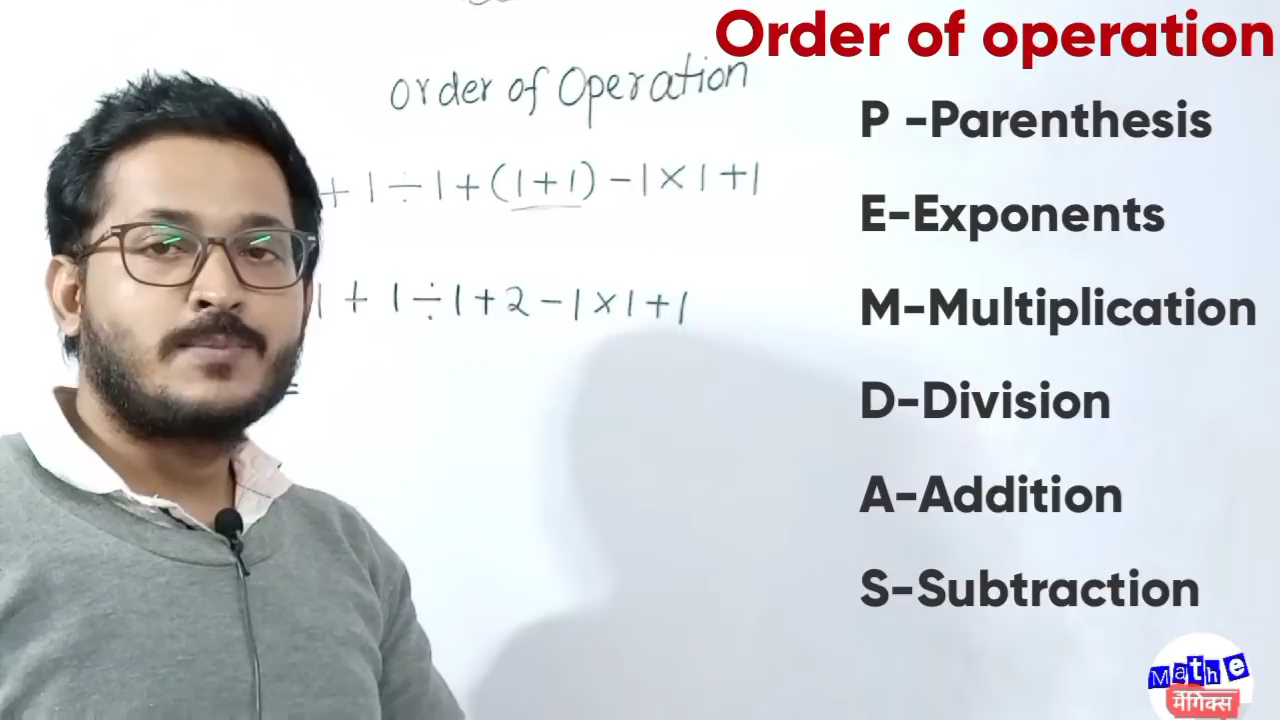 Order of operation
order of Operation
+ 1 ÷ 1 + (1+1) - 1 × 1 + 1
1 + 1 ÷ 1 + 2 - 1 × 1 + 1
=
P -Parenthesis
E-Exponents
M-Multiplication
D-Division
A-Addition
S-Subtraction
Mathe
मैजिक्स